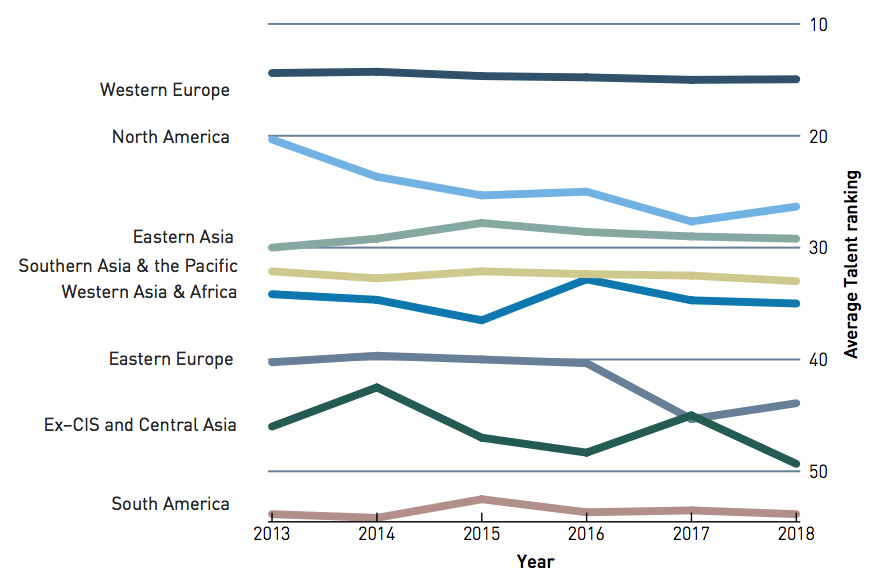 10
Western Europe
North America
20
Eastern Asia
30
Southern Asia & the Pacific
Western Asia & Africa
Eastern Europe
40
Ex–CIS and Central Asia
50
South America
Average Talent ranking
2013 2014 2015 2016 2017 2018
Year